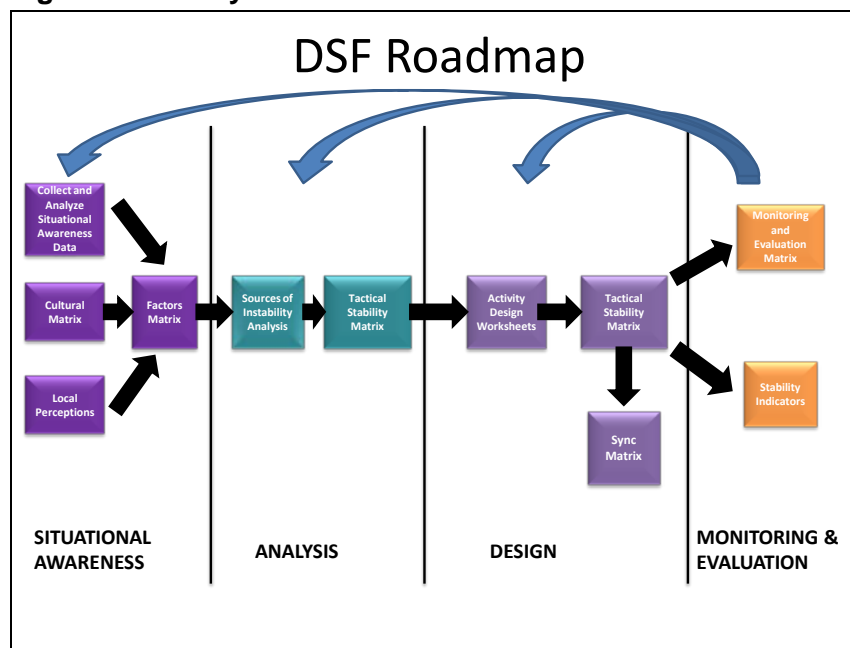 DSF Roadmap
Collect and
Analyze
Situational
Awareness
Data
Cultural
Matrix
Local
Perceptions
Factors
Matrix
Sources of
Instability
Analysis
Tactical
Stability
Matrix
Activity
Design
Worksheets
Tactical
Stability
Matrix
Sync
Matrix
Monitoring
and
Evaluation
Matrix
Stability
Indicators
SITUATIONAL
AWARENESS
ANALYSIS
DESIGN
MONITORING &
EVALUATION